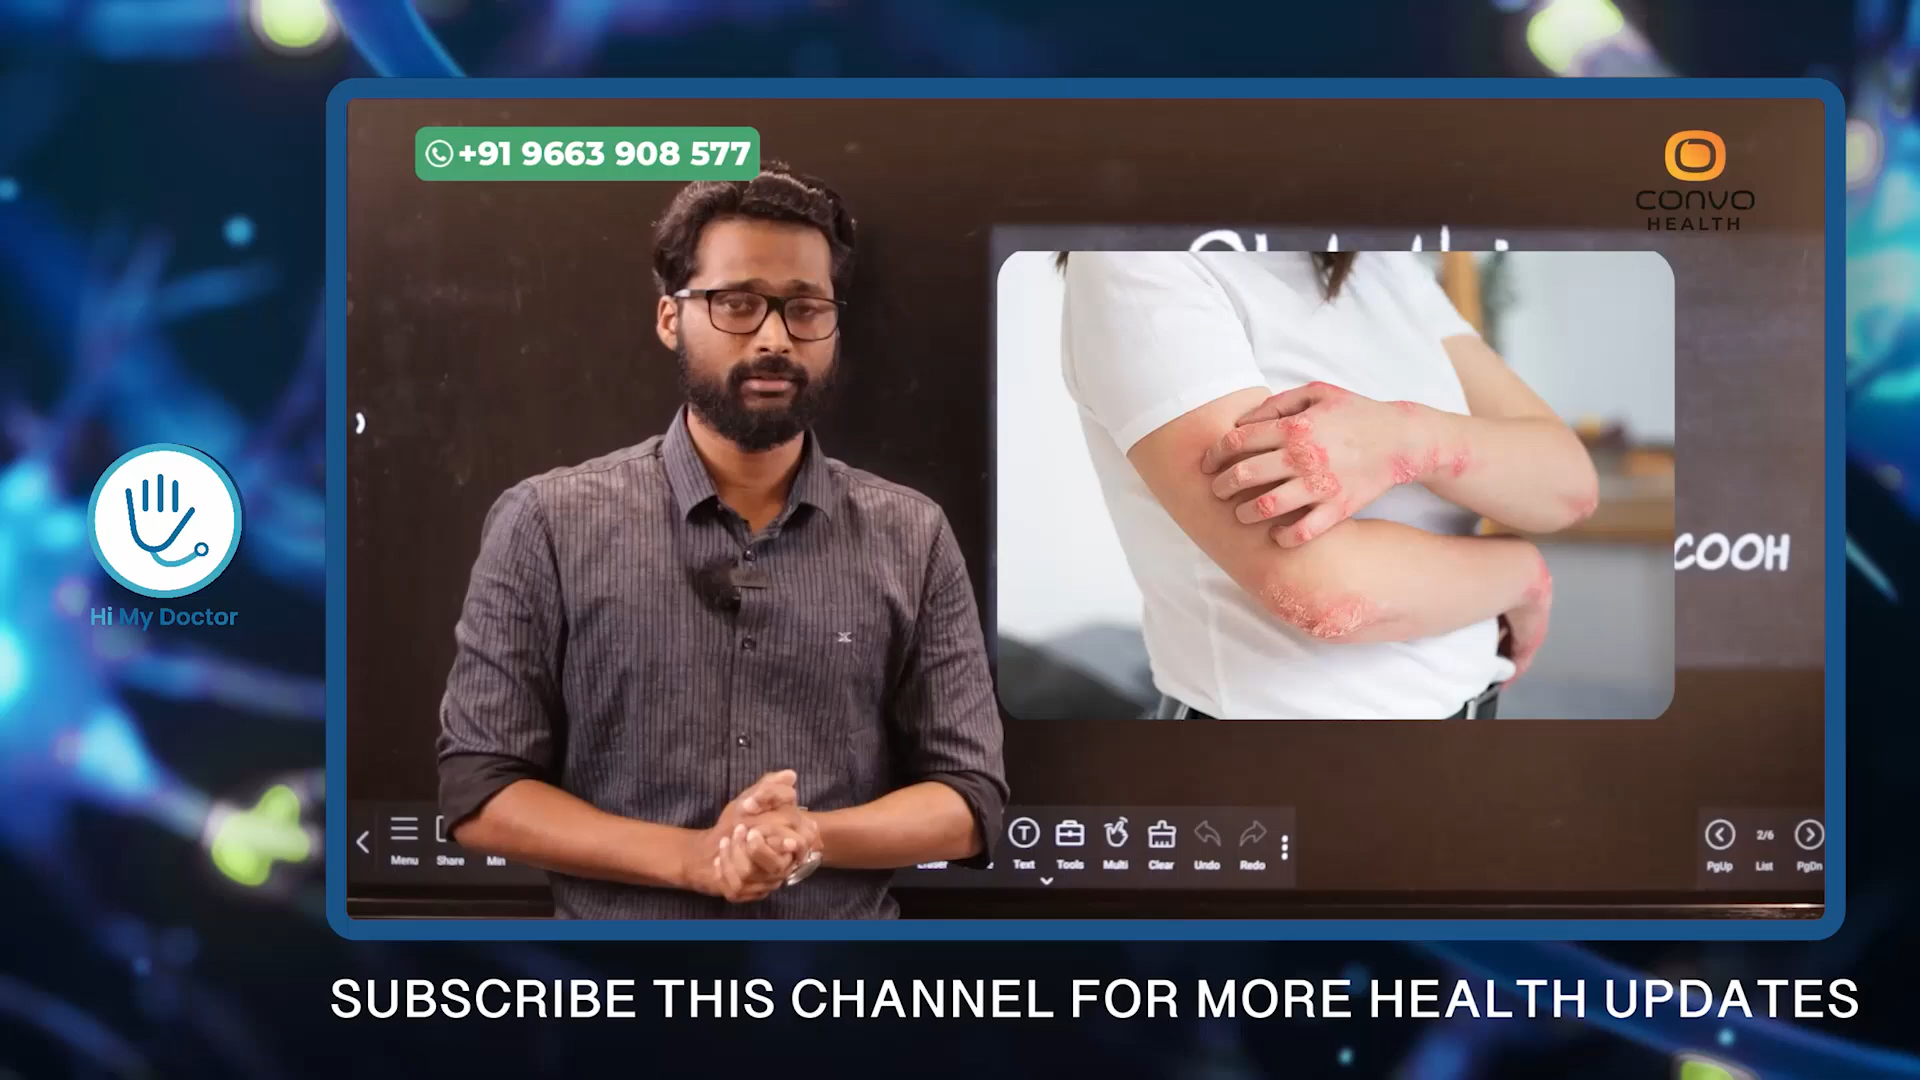 +91 9663 908 577
CONVO
HEALTH
COOH
Hi My Doctor
Menu
Share
Text
Tools
Multi
Clear
Undo
Redo
2/6
PgUp
List
PgDn
SUBSCRIBE THIS CHANNEL FOR MORE HEALTH UPDATES